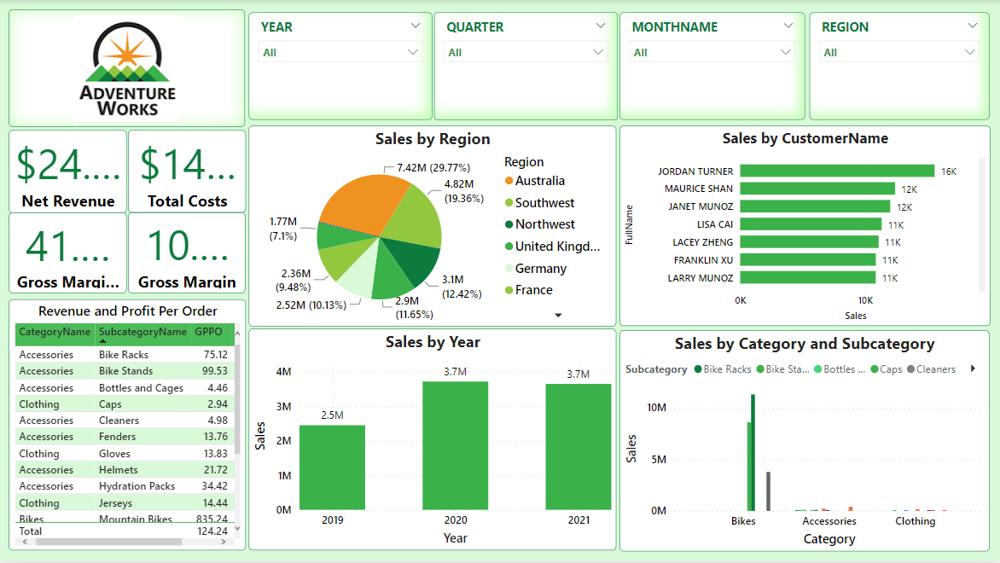 ADVENTURE
WORKS
YEAR
All
QUARTER
All
MONTHNAME
All
REGION
All
$24....
Net Revenue
$14...
Total Costs
41....
Gross Margi...
10....
Gross Margin
Sales by Region
7.42M (29.77%)
4.82M
(19.36%)
3.1M
(12.42%)
2.9M
(11.65%)
2.52M (10.13%)
2.36M
(9.48%)
1.77M
(7.1%)
Region
Australia
Southwest
Northwest
United Kingd...
Germany
France
Sales by CustomerName
FullName
JORDAN TURNER 16K
MAURICE SHAN 12K
JANET MUNOZ 12K
LISA CAI 11K
LACEY ZHENG 11K
FRANKLIN XU 11K
LARRY MUNOZ 11K
0K 10K
Sales
Revenue and Profit Per Order
CategoryName SubcategoryName GPPO
Accessories Bike Racks 75.12
Accessories Bike Stands 99.53
Accessories Bottles and Cages 4.46
Clothing Caps 2.94
Accessories Cleaners 4.98
Accessories Fenders 13.76
Clothing Gloves 13.83
Accessories Helmets 21.72
Accessories Hydration Packs 34.42
Clothing Jerseys 14.44
Bikes Mountain Bikes 835.24
Total 124.24
Sales by Year
Sales
4M
3M
2M
1M
0M
2.5M
3.7M
3.7M
2019 2020 2021
Year
Sales by Category and Subcategory
Subcategory Bike Racks Bike Sta... Bottles ... Caps Cleaners
Sales
10M
5M
0M
Bikes Accessories Clothing
Category